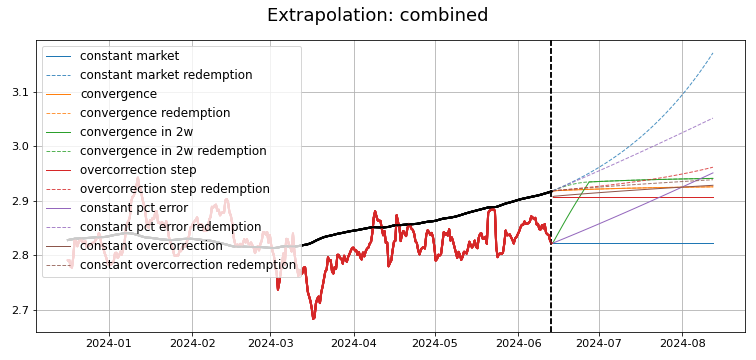 Extrapolation: combined
constant market
constant market redemption
convergence
convergence redemption
convergence in 2w
convergence in 2w redemption
overcorrection step
overcorrection step redemption
constant pct error
constant pct error redemption
constant overcorrection
constant overcorrection redemption
3.1
3.0
2.9
2.8
2.7
2024-01
2024-02
2024-03
2024-04
2024-05
2024-06
2024-07
2024-08